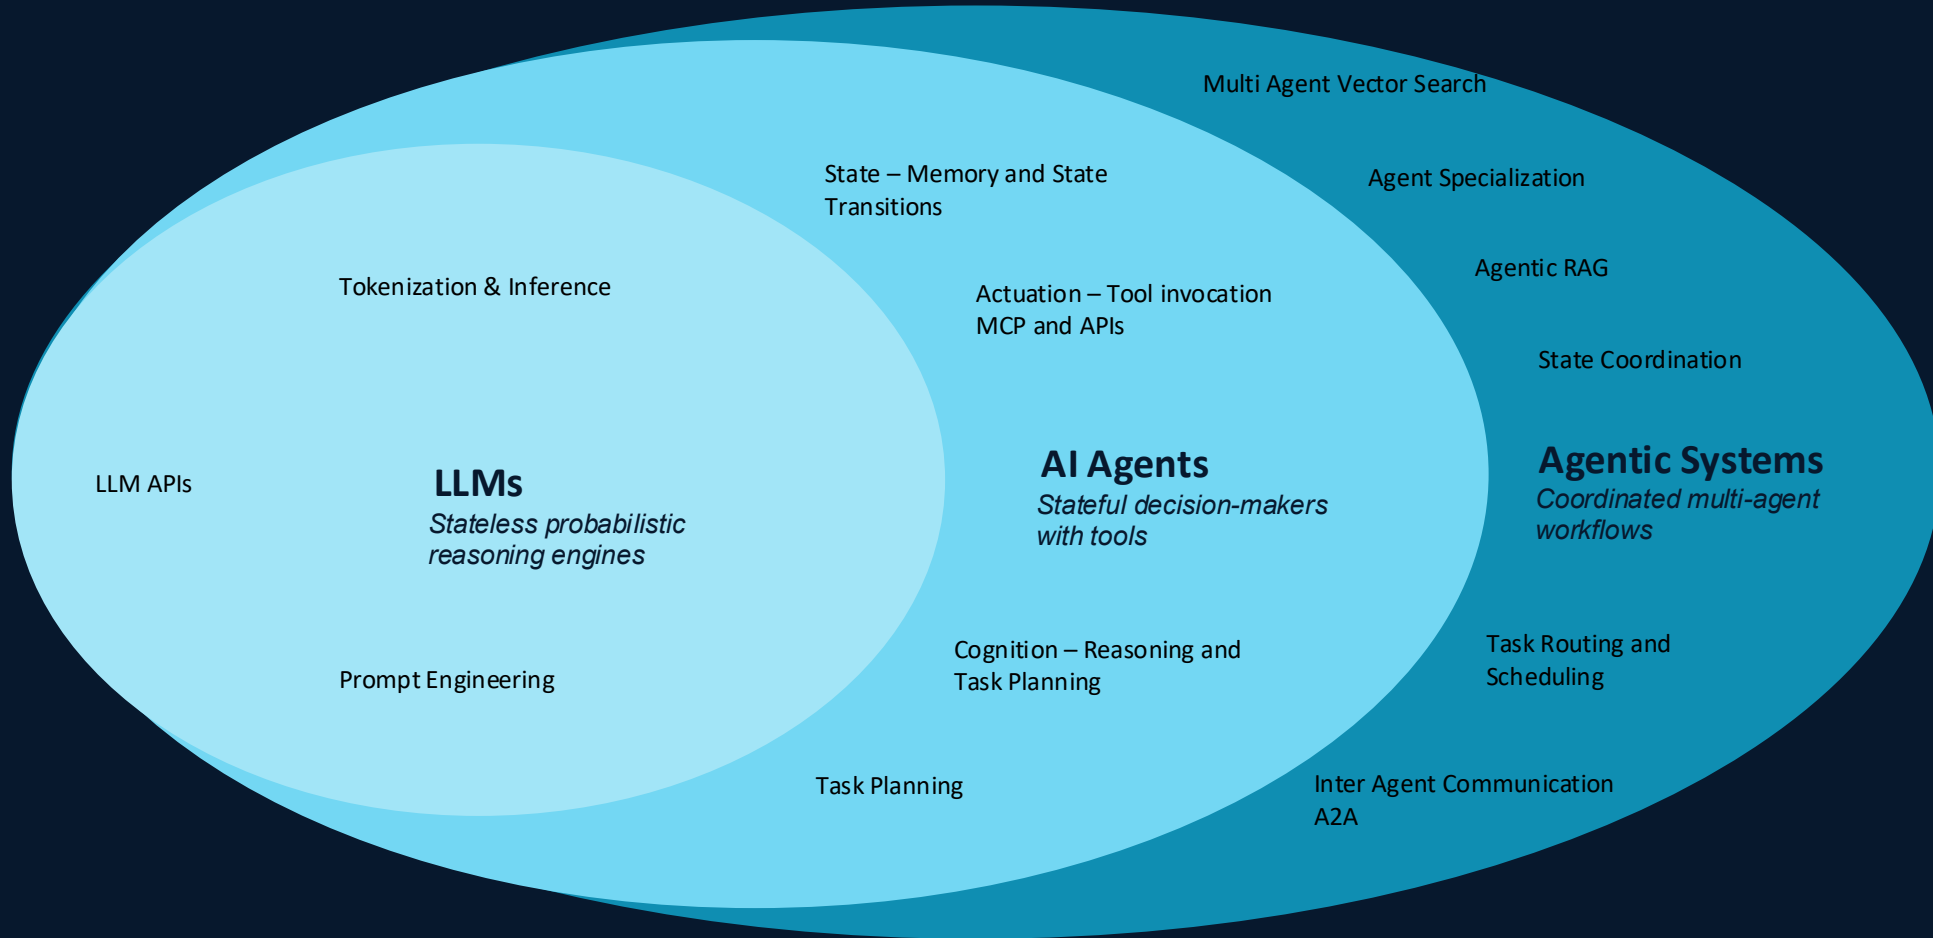 Multi Agent Vector Search
State – Memory and State
Transitions
Agent Specialization
Tokenization & Inference
Actuation – Tool invocation
MCP and APIs
Agentic RAG
State Coordination
LLM APIs
LLMs
Stateless probabilistic
reasoning engines
AI Agents
Stateful decision-makers
with tools
Agentic Systems
Coordinated multi-agent
workflows
Prompt Engineering
Cognition – Reasoning and
Task Planning
Task Routing and
Scheduling
Task Planning
Inter Agent Communication
A2A